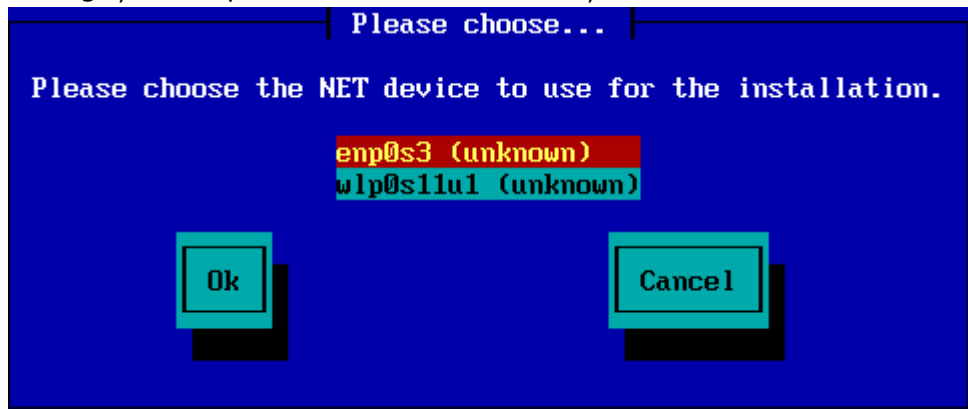 Please choose...
Please choose the NET device to use for the installation.
enp0s3 (unknown)
wlp0s11u1 (unknown)
Ok
Cancel